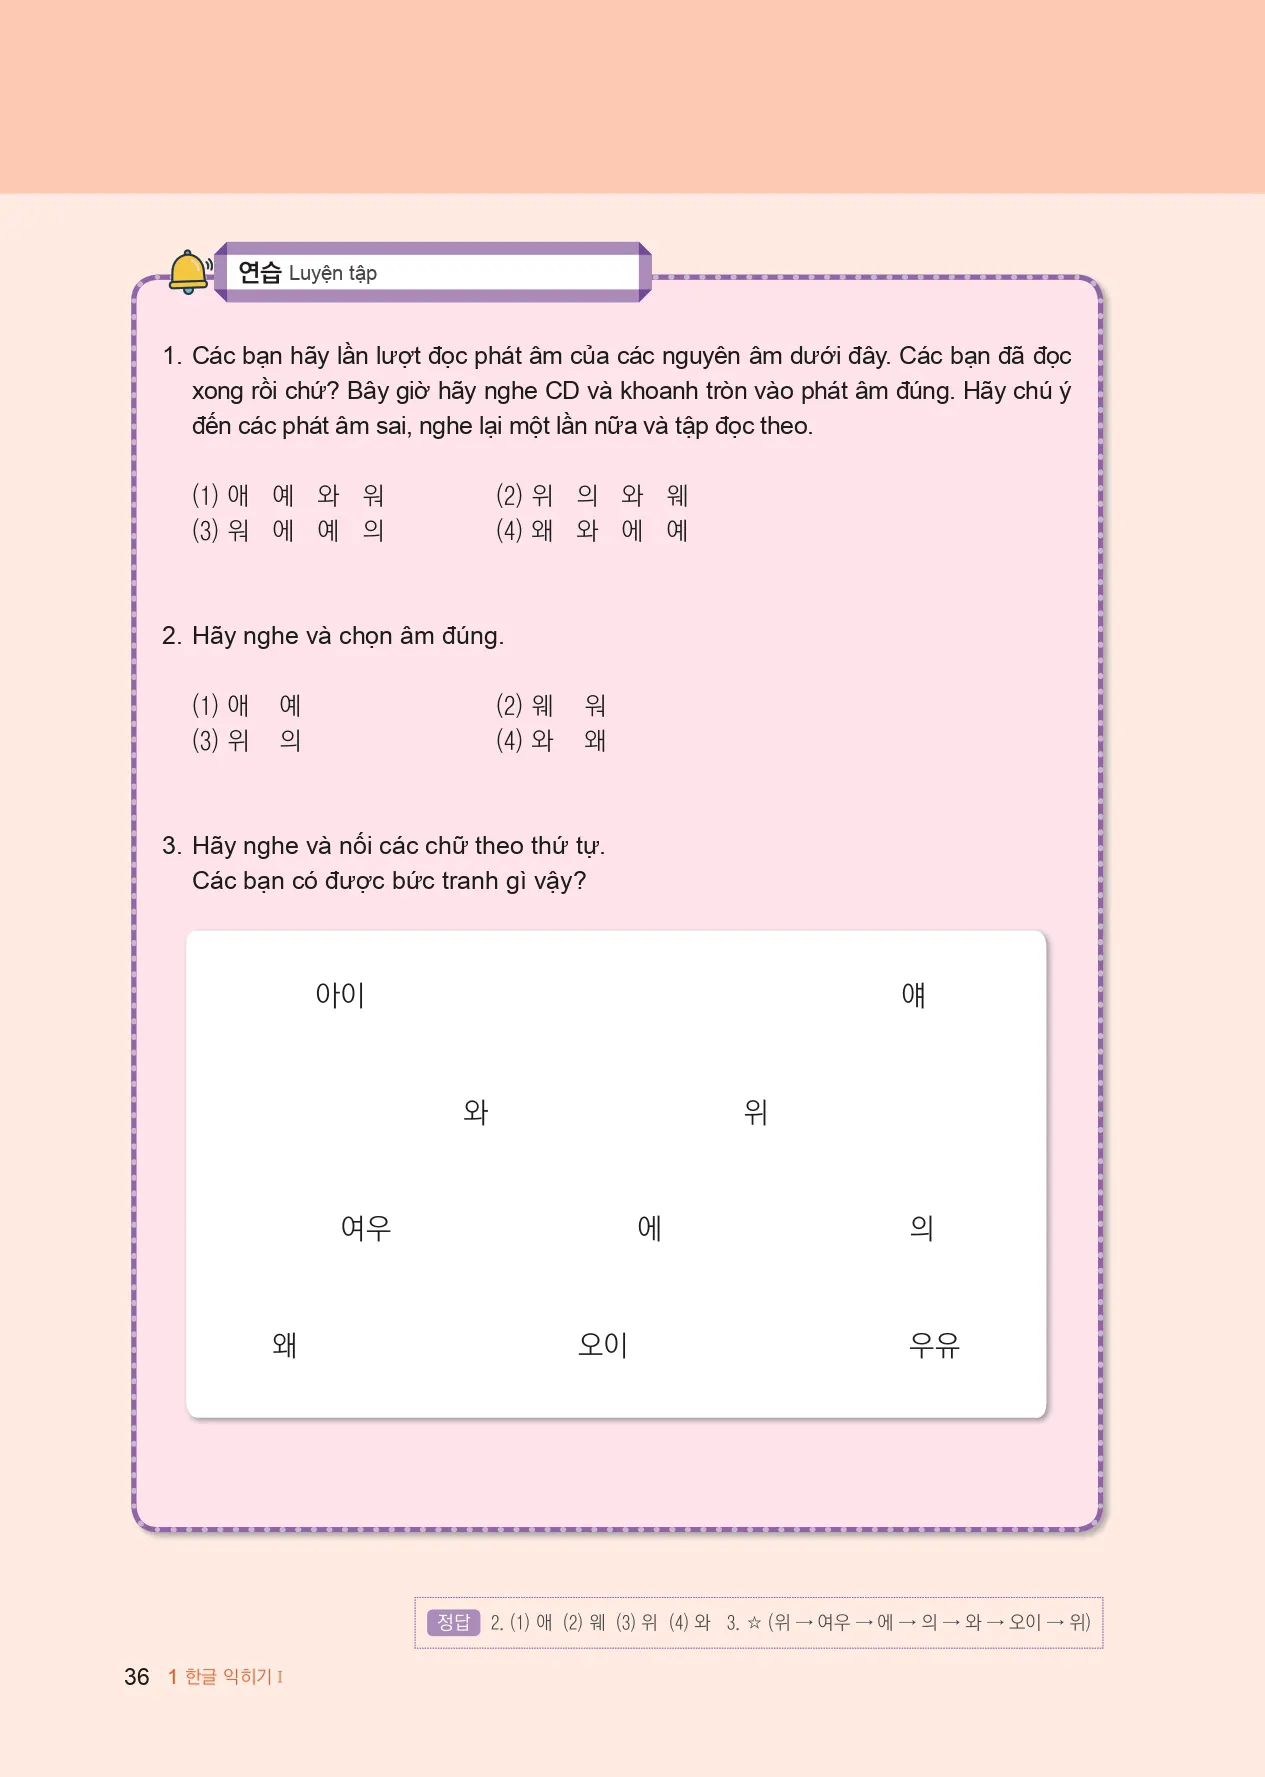 연습 Luyện tập
1. Các bạn hãy lần lượt đọc phát âm của các nguyên âm dưới đây. Các bạn đã đọc
xong rồi chứ? Bây giờ hãy nghe CD và khoanh tròn vào phát âm đúng. Hãy chú ý
đến các phát âm sai, nghe lại một lần nữa và tập đọc theo.
(1) 애 예 와 워 (2) 위 의 와 웨
(3) 워 에 예 의 (4) 왜 와 에 예
2. Hãy nghe và chọn âm đúng.
(1) 애 예 (2) 웨 워
(3) 위 의 (4) 와 왜
3. Hãy nghe và nối các chữ theo thứ tự.
Các bạn có được bức tranh gì vậy?
아이 얘
와 위
여우 에 의
왜 오이 우유
정답 2. (1) 애 (2) 웨 (3) 위 (4) 와 3. ☆ (위 → 여우 → 에 → 의 → 와 → 오이 → 위)
36 1 한글 익히기 I